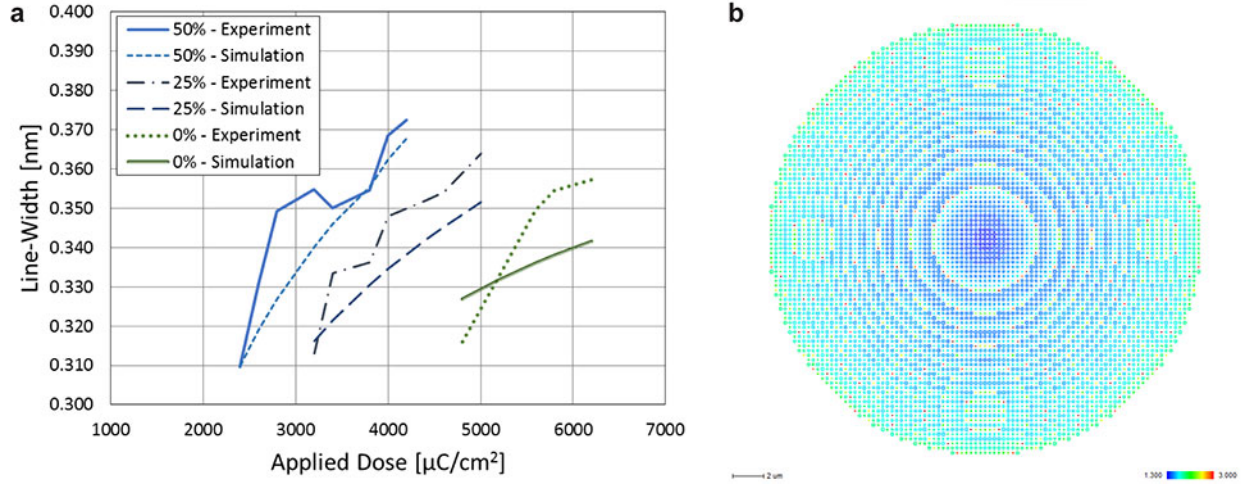 a
0.400
0.390
0.380
0.370
0.360
0.350
0.340
0.330
0.320
0.310
0.300
Line-Width [nm]
50% - Experiment
50% - Simulation
25% - Experiment
25% - Simulation
0% - Experiment
0% - Simulation
1000 2000 3000 4000 5000 6000 7000
Applied Dose [µC/cm²]
b
2 um
1.300 3.000